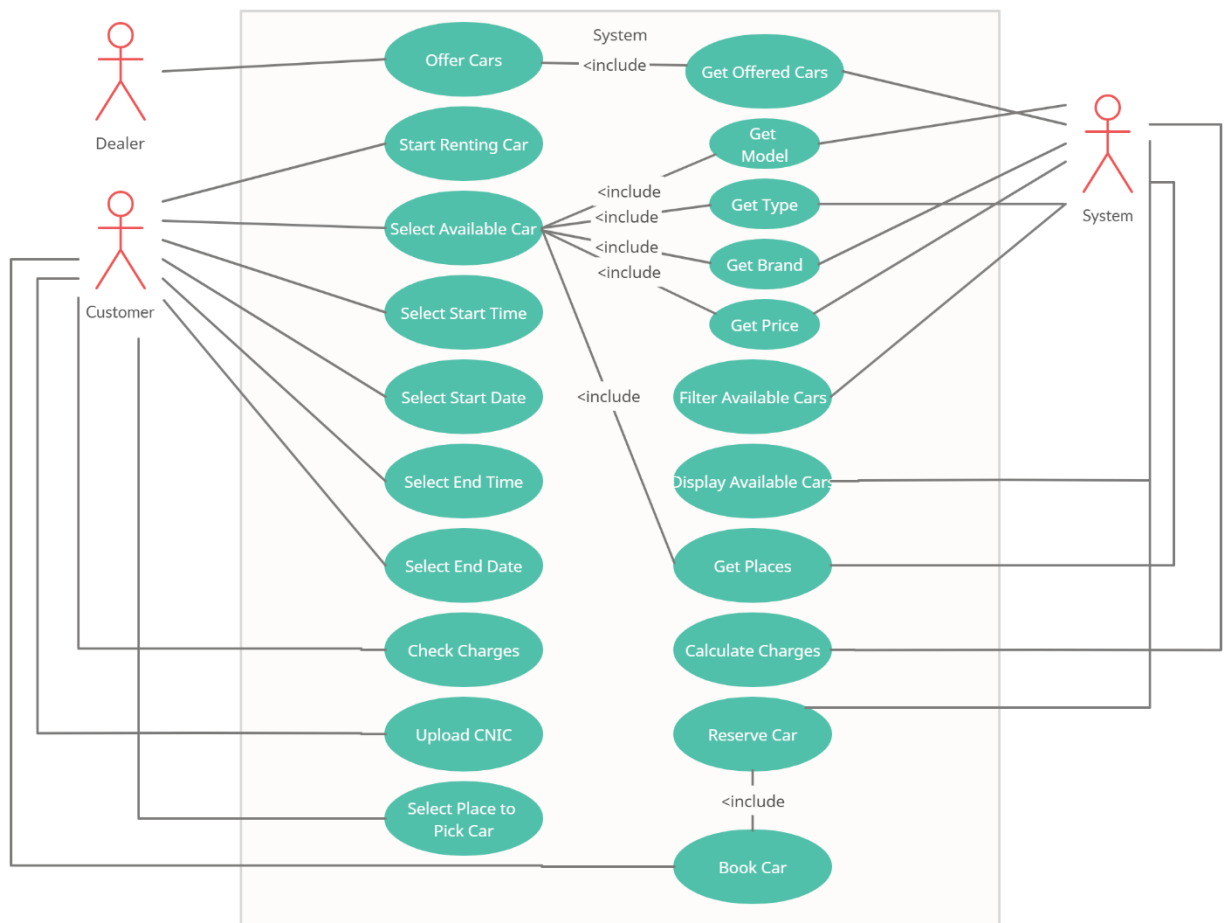 System
Offer Cars
<include
Get Offered Cars
Dealer
Start Renting Car
Get
Model
<include
Select Available Car
<include
Get Type
System
<include
Get Brand
<include
Customer
Select Start Time
Get Price
Select Start Date
<include
Filter Available Cars
Select End Time
Display Available Cars
Select End Date
Get Places
Check Charges
Calculate Charges
Upload CNIC
Reserve Car
Select Place to
Pick Car
<include
Book Car